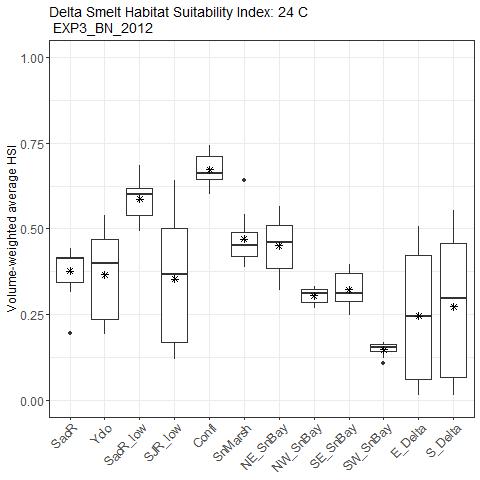 Delta Smelt Habitat Suitability Index: 24 C
EXP3_BN_2012
Volume-weighted average HSI
1.00
0.75
0.50
0.25
0.00
SacR
Ydo
SacR_low
SJR_low
Confl
SnMarsh
NE_SnBay
NW_SnBay
SE_SnBay
SW_SnBay
E_Delta
S_Delta